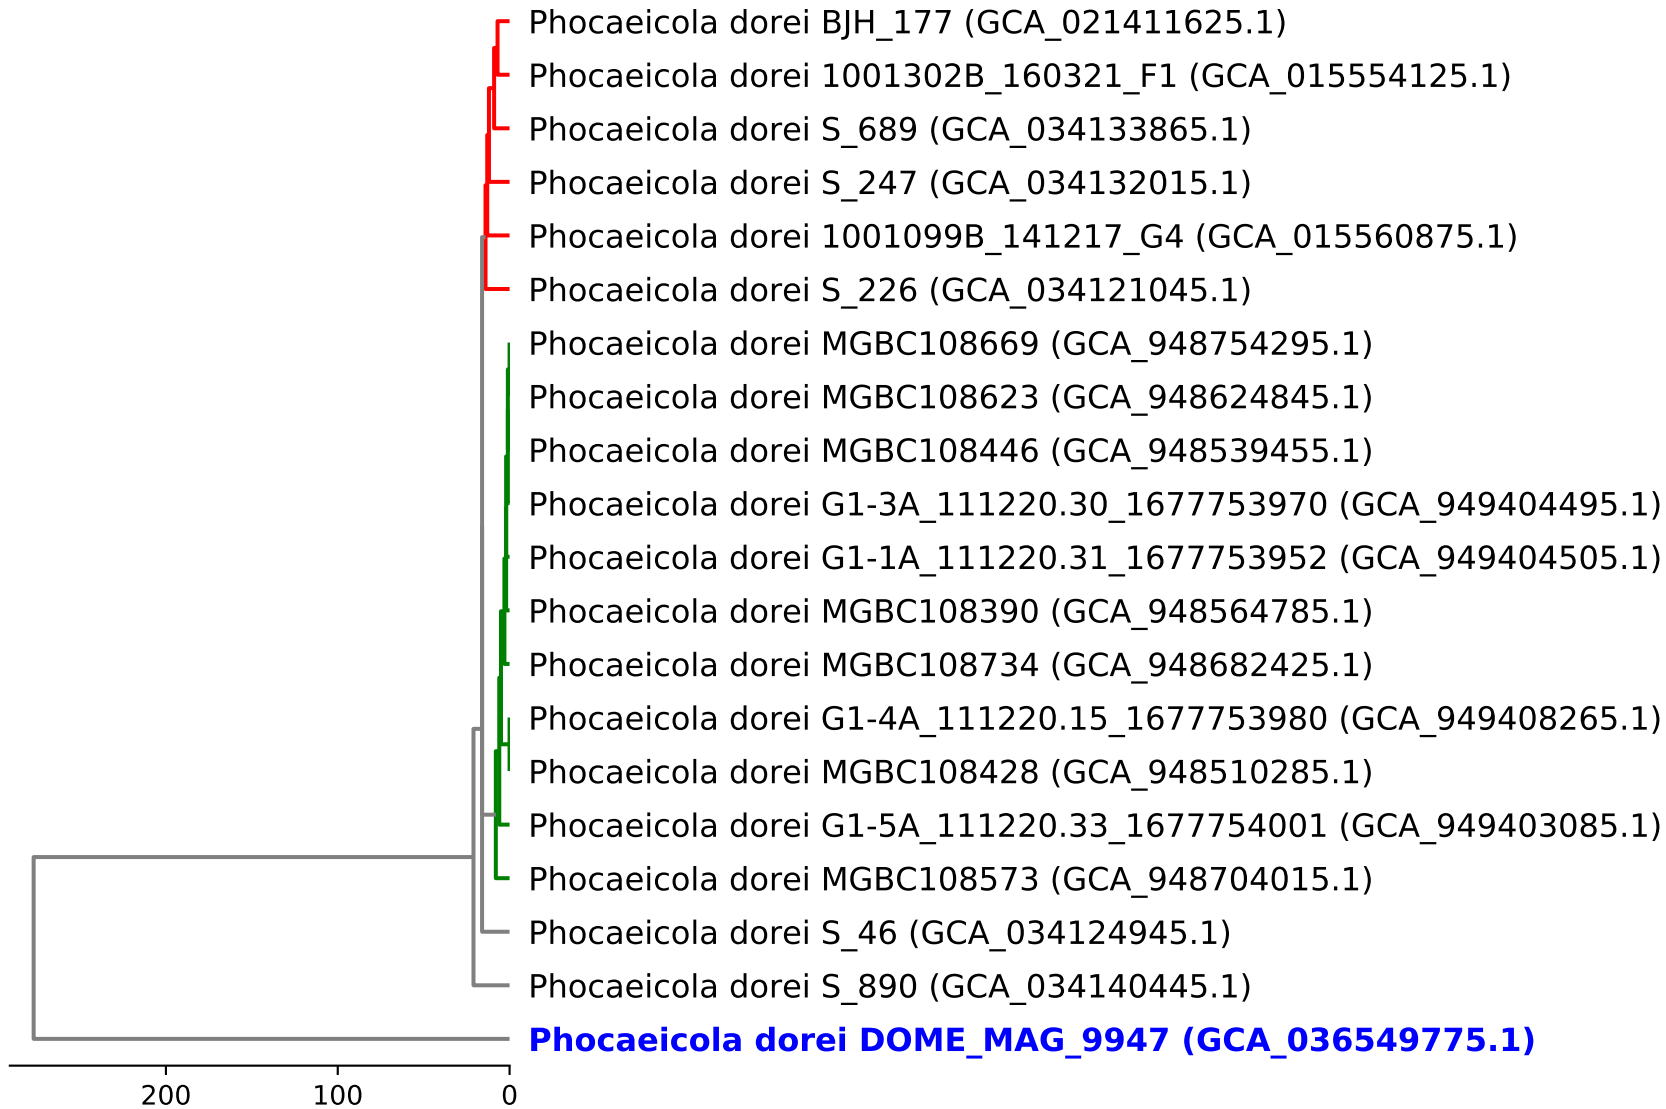 Phocaeicola dorei BJH_177 (GCA_021411625.1)
Phocaeicola dorei 1001302B_160321_F1 (GCA_015554125.1)
Phocaeicola dorei S_689 (GCA_034133865.1)
Phocaeicola dorei S_247 (GCA_034132015.1)
Phocaeicola dorei 1001099B_141217_G4 (GCA_015560875.1)
Phocaeicola dorei S_226 (GCA_034121045.1)
Phocaeicola dorei MGBC108669 (GCA_948754295.1)
Phocaeicola dorei MGBC108623 (GCA_948624845.1)
Phocaeicola dorei MGBC108446 (GCA_948539455.1)
Phocaeicola dorei G1-3A_111220.30_1677753970 (GCA_949404495.1)
Phocaeicola dorei G1-1A_111220.31_1677753952 (GCA_949404505.1)
Phocaeicola dorei MGBC108390 (GCA_948564785.1)
Phocaeicola dorei MGBC108734 (GCA_948682425.1)
Phocaeicola dorei G1-4A_111220.15_1677753980 (GCA_949408265.1)
Phocaeicola dorei MGBC108428 (GCA_948510285.1)
Phocaeicola dorei G1-5A_111220.33_1677754001 (GCA_949403085.1)
Phocaeicola dorei MGBC108573 (GCA_948704015.1)
Phocaeicola dorei S_46 (GCA_034124945.1)
Phocaeicola dorei S_890 (GCA_034140445.1)
Phocaeicola dorei DOME_MAG_9947 (GCA_036549775.1)
200 100 0